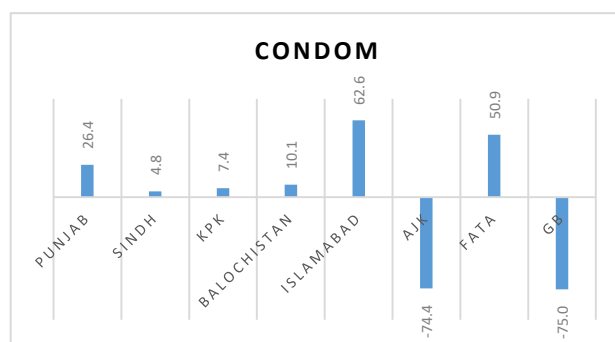 CONDOM
26.4
4.8
7.4
10.1
62.6
-74.4
50.9
-75.0
PUNJAB
SINDH
KPK
BALOCHISTAN
ISLAMABAD
AJK
FATA
GB